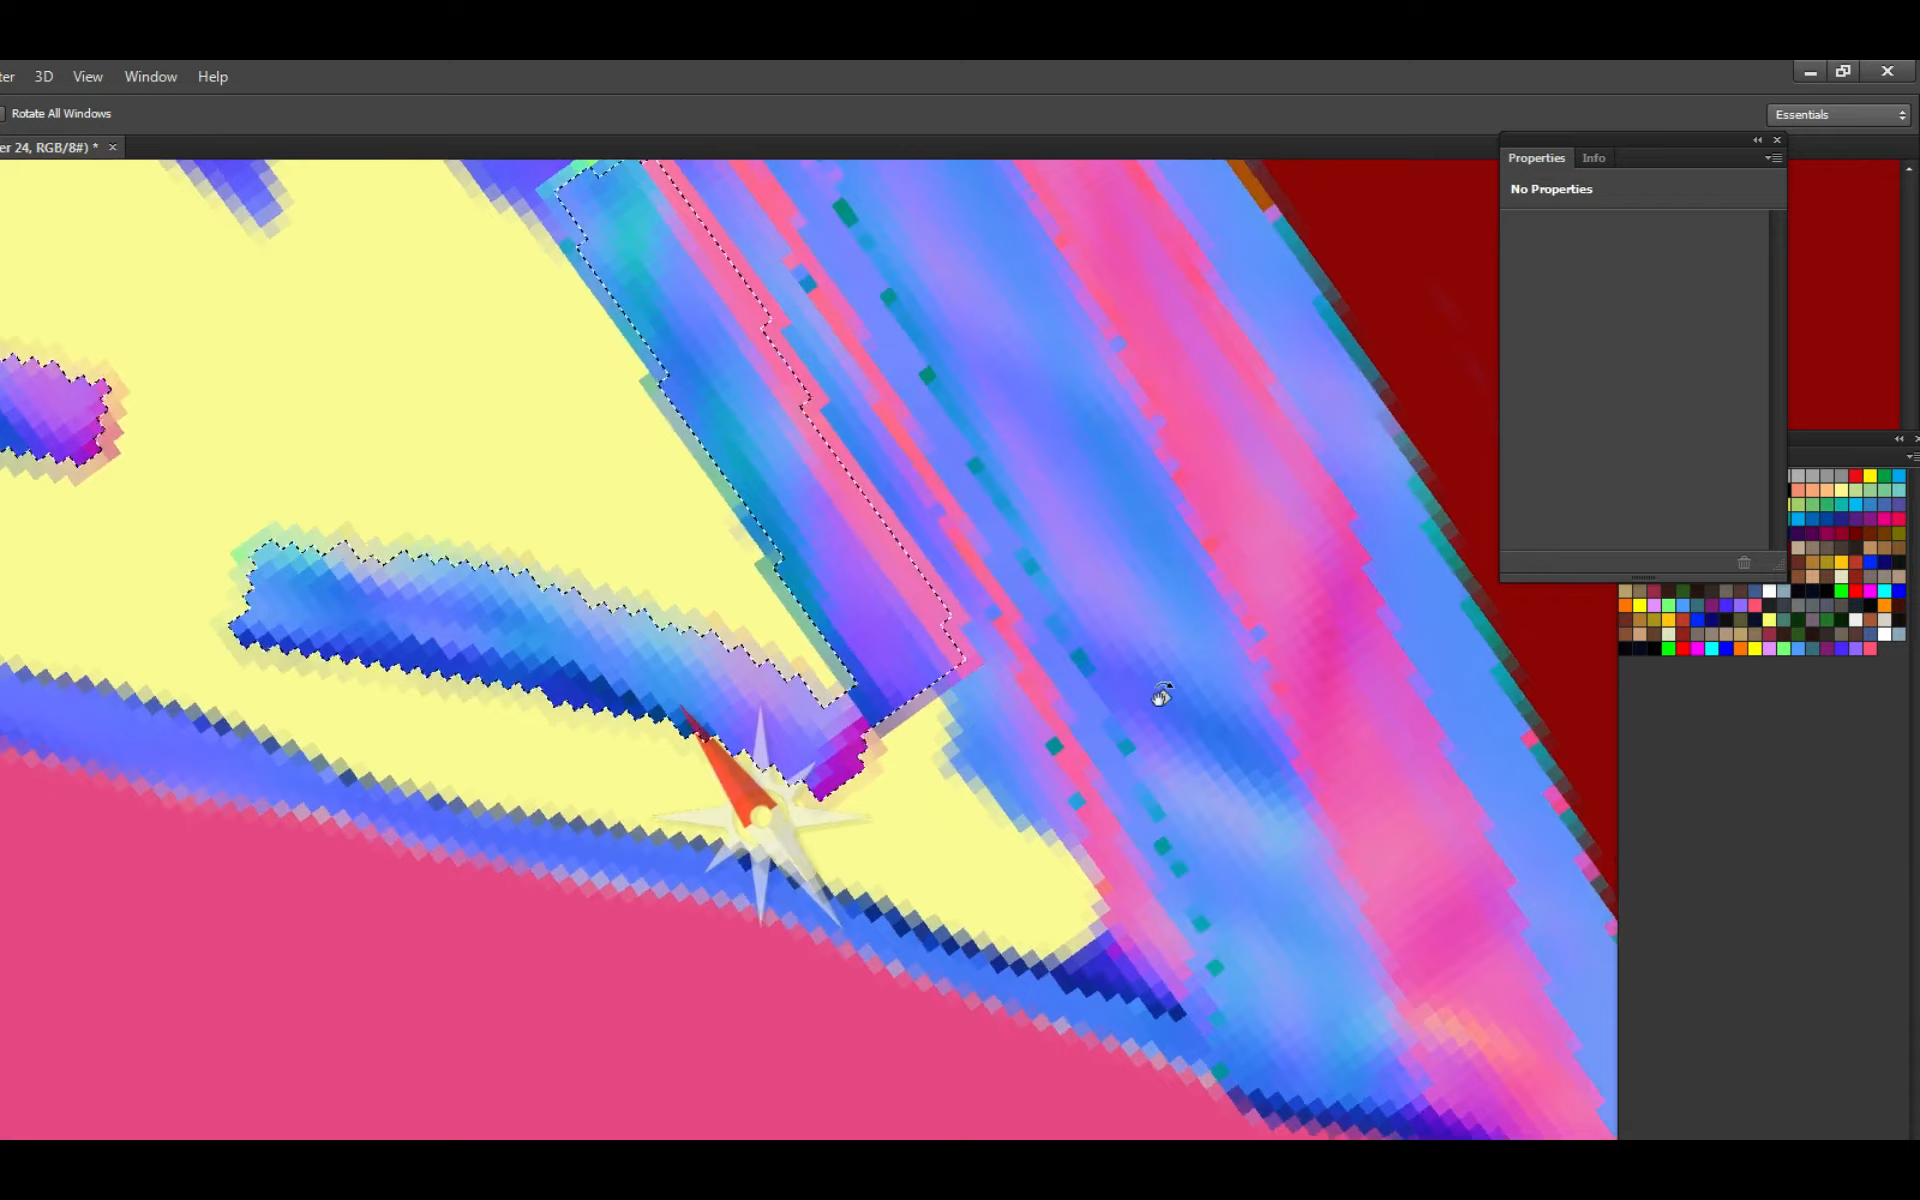 ter 3D View Window Help
Rotate All Windows
Essentials
er 24, RGB/8#) *
Properties Info
No Properties